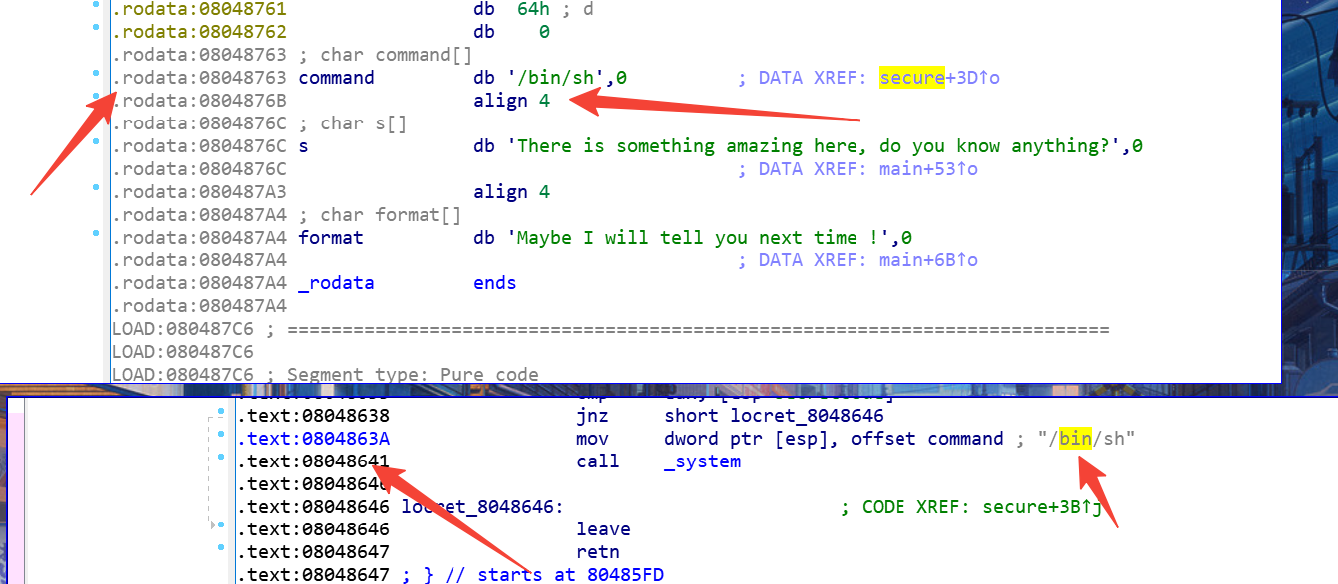 .rodata:08048761 db 64h ; d
.rodata:08048762 db 0
.rodata:08048763 ; char command[]
.rodata:08048763 command db '/bin/sh',0 ; DATA XREF: secure+3D↑o
.rodata:0804876B align 4
.rodata:0804876C ; char s[]
.rodata:0804876C s db 'There is something amazing here, do you know anything?',0
.rodata:0804876C ; DATA XREF: main+53↑o
.rodata:080487A3 align 4
.rodata:080487A4 ; char format[]
.rodata:080487A4 format db 'Maybe I will tell you next time !',0
.rodata:080487A4 ; DATA XREF: main+6B↑o
.rodata:080487A4 _rodata ends
.rodata:080487A4
LOAD:080487C6 ; ===========================================================================
LOAD:080487C6
LOAD:080487C6 ; Segment type: Pure code
.text:08048638 jnz short locret_8048646
.text:0804863A mov dword ptr [esp], offset command ; "/bin/sh"
.text:08048641 call _system
.text:08048646
.text:08048646 locret_8048646: ; CODE XREF: secure+3B↑j
.text:08048646 leave
.text:08048647 retn
.text:08048647 ; } // starts at 80485FD